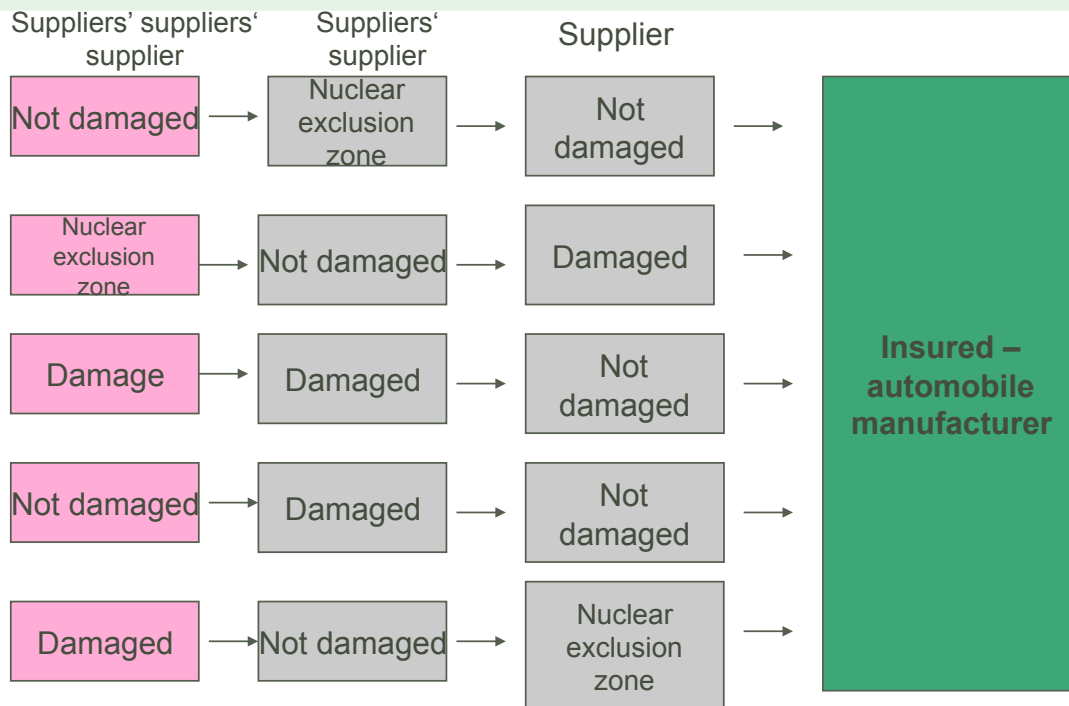 Suppliers’ suppliers‘
supplier
Suppliers‘
supplier
Supplier
Not damaged
Nuclear
exclusion
zone
Not
damaged
Nuclear
exclusion
zone
Not damaged
Damaged
Damage
Damaged
Not
damaged
Not damaged
Damaged
Not
damaged
Damaged
Not damaged
Nuclear
exclusion
zone
Insured –
automobile
manufacturer